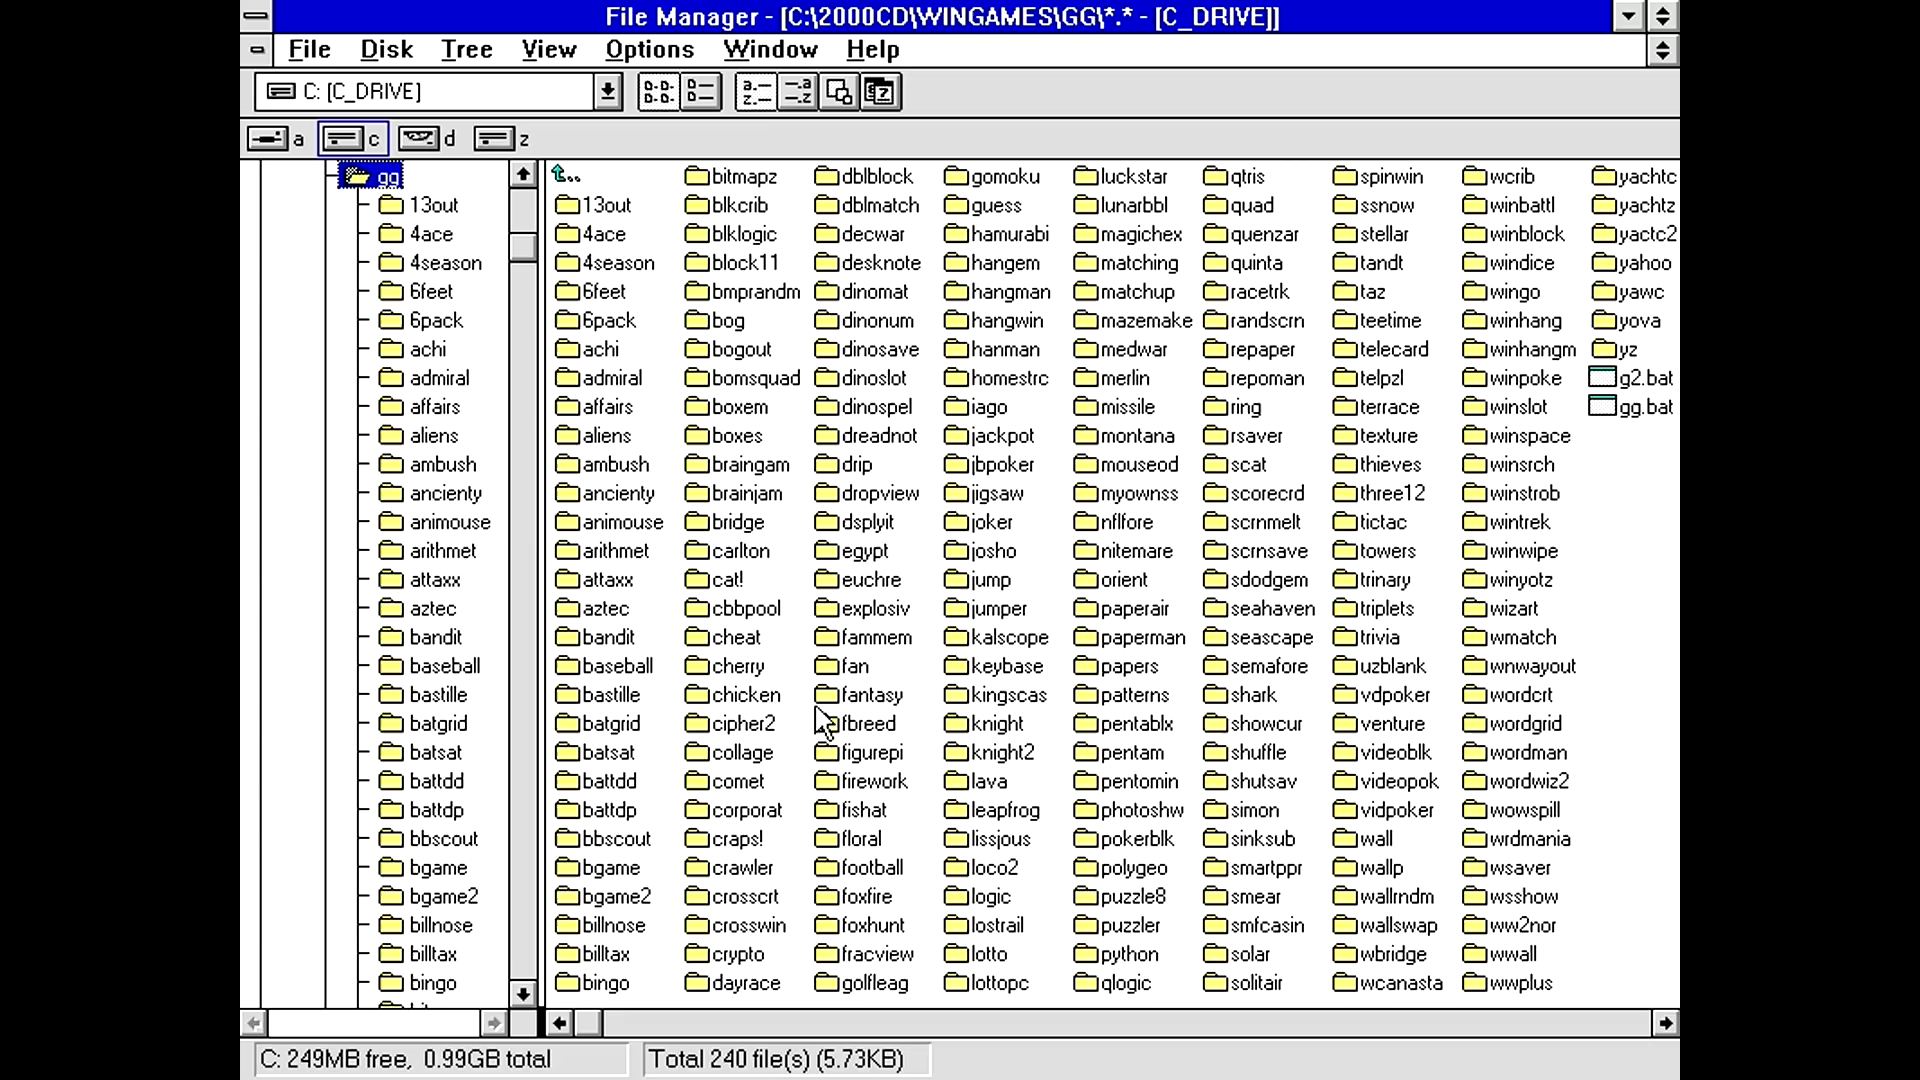 File Manager - [C:\2000CD\WINGAMES\GG\*.* - [C_DRIVE]]
File Disk Tree View Options Window Help
C: [C_DRIVE]
a c d z
gg
13out
4ace
4season
6feet
6pack
achi
admiral
affairs
aliens
ambush
ancienty
animouse
arithmet
attaxx
aztec
bandit
baseball
bastille
batgrid
batsat
battdd
battdp
bbscout
bgame
bgame2
billnose
billtax
bingo
..
13out
4ace
4season
6feet
6pack
achi
admiral
affairs
aliens
ambush
ancienty
animouse
arithmet
attaxx
aztec
bandit
baseball
bastille
batgrid
batsat
battdd
battdp
bbscout
bgame
bgame2
billnose
billtax
bingo
bitmapz
blkcrib
blklogic
block11
bmprandm
bog
bogout
bomsquad
boxem
boxes
braingam
brainjam
bridge
carlton
cat!
cbbpool
cheat
cherry
chicken
cipher2
collage
comet
corporat
craps!
crawler
crosscrt
crosswin
crypto
dayrace
dblblock
dblmatch
decwar
desknote
dinomat
dinonum
dinosave
dinoslot
dinospel
dreadnot
drip
dropview
dsplyit
egypt
euchre
explosiv
fammem
fan
fantasy
fbreed
figurepi
firework
fishat
floral
football
foxfire
foxhunt
fracview
golfleag
gomoku
guess
hamurabi
hangem
hangman
hangwin
hanman
homestrc
iago
jackpot
jbpoker
jigsaw
joker
josho
jump
jumper
kalscope
keybase
kingscas
knight
knight2
lava
leapfrog
lissjous
loco2
logic
lostrail
lotto
lottopc
luckstar
lunarbbl
magichex
matching
matchup
mazemake
medwar
merlin
missile
montana
mouseod
myownss
nflfore
nitemare
orient
paperair
paperman
papers
patterns
pentablx
pentam
pentomin
photoshw
pokerblk
polygeo
puzzle8
puzzler
python
qlogic
qtris
quad
quenzar
quinta
racetrk
randscrn
repaper
repoman
ring
rsaver
scat
scorecrd
scrnmelt
scrnsave
sdodgem
seahaven
seascape
semafore
shark
showcur
shuffle
shutsav
simon
sinksub
smartppr
smear
smfcasin
solar
solitair
spinwin
ssnow
stellar
tandt
taz
teetime
telecard
telpzl
terrace
texture
thieves
three12
tictac
towers
trinary
triplets
trivia
uzblank
vdpoker
venture
videoblk
videopok
vidpoker
wall
wallp
wallrndm
wallswap
wbridge
wcanasta
wcrib
winbattl
winblock
windice
wingo
winhang
winhangm
winpoke
winslot
winspace
winsrch
winstrob
wintrek
winwipe
winyotz
wizart
wmatch
wnwayout
wordcrt
wordgrid
wordman
wordwiz2
wowspill
wrdmania
wsaver
wsshow
ww2nor
wwall
wwplus
yachtc
yachtz
yactc2
yahoo
yawc
yova
yz
g2.bat
gg.bat
C: 249MB free, 0.99GB total
Total 240 file(s) (5.73KB)